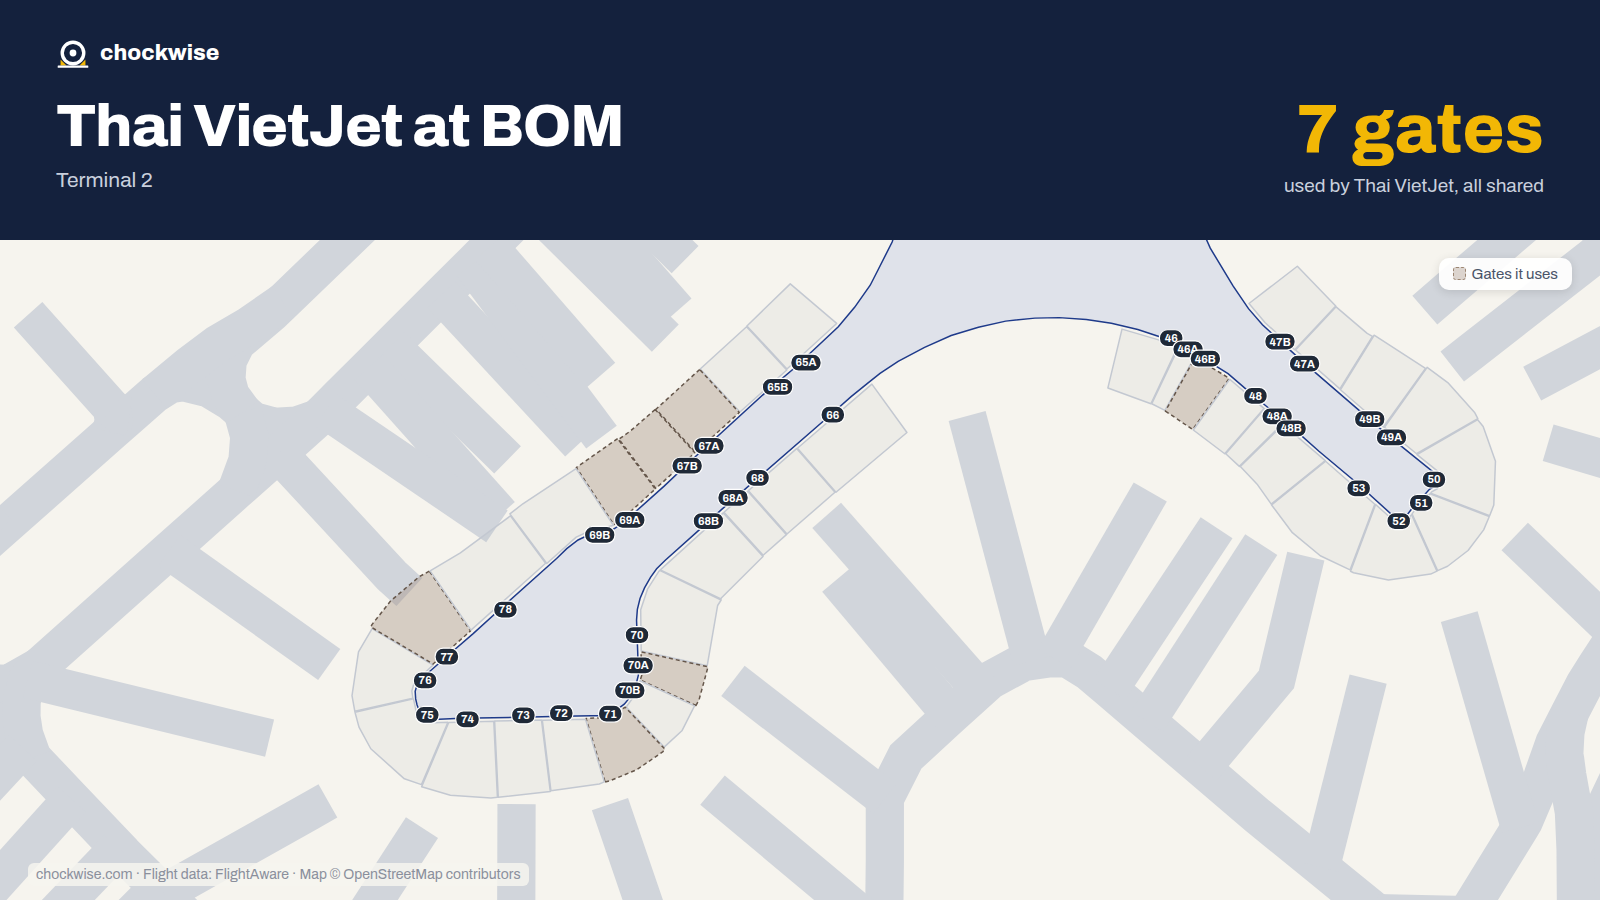 chockwise
Thai VietJet at BOM
Terminal 2
7 gates
used by Thai VietJet, all shared
Gates it uses
46
46A
46B
47B
47A
48
48A
48B
49B
49A
50
51
52
53
65A
65B
66
67A
67B
68
68A
68B
69A
69B
70
70A
70B
71
72
73
74
75
76
77
78
chockwise.com · Flight data: FlightAware · Map © OpenStreetMap contributors